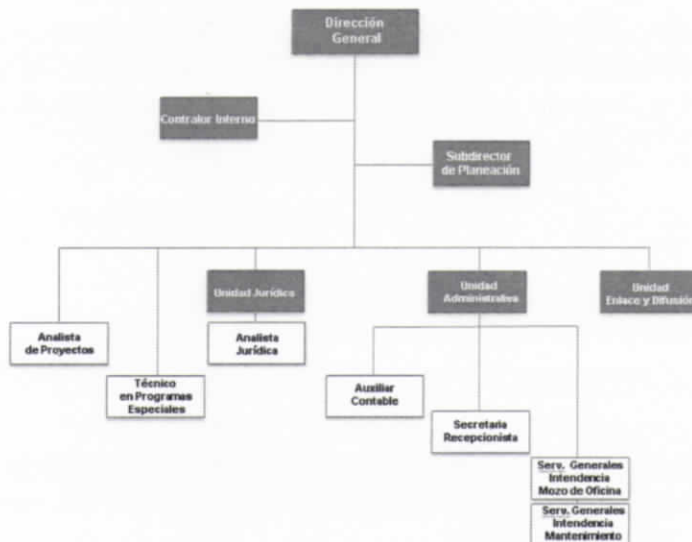 Dirección
General
Contralor Interno
Subdirector
de Planeación
Unidad Jurídico
Unidad
Administrativa
Unidad
Enlace y Difusión
Analista
de Proyectos
Analista
Jurídica
Técnico
en Programas
Especiales
Auxiliar
Contable
Secretaria
Recepcionista
Serv. Generales
Intendencia
Mozo de Oficina
Serv. Generales
Intendencia
Mantenimiento